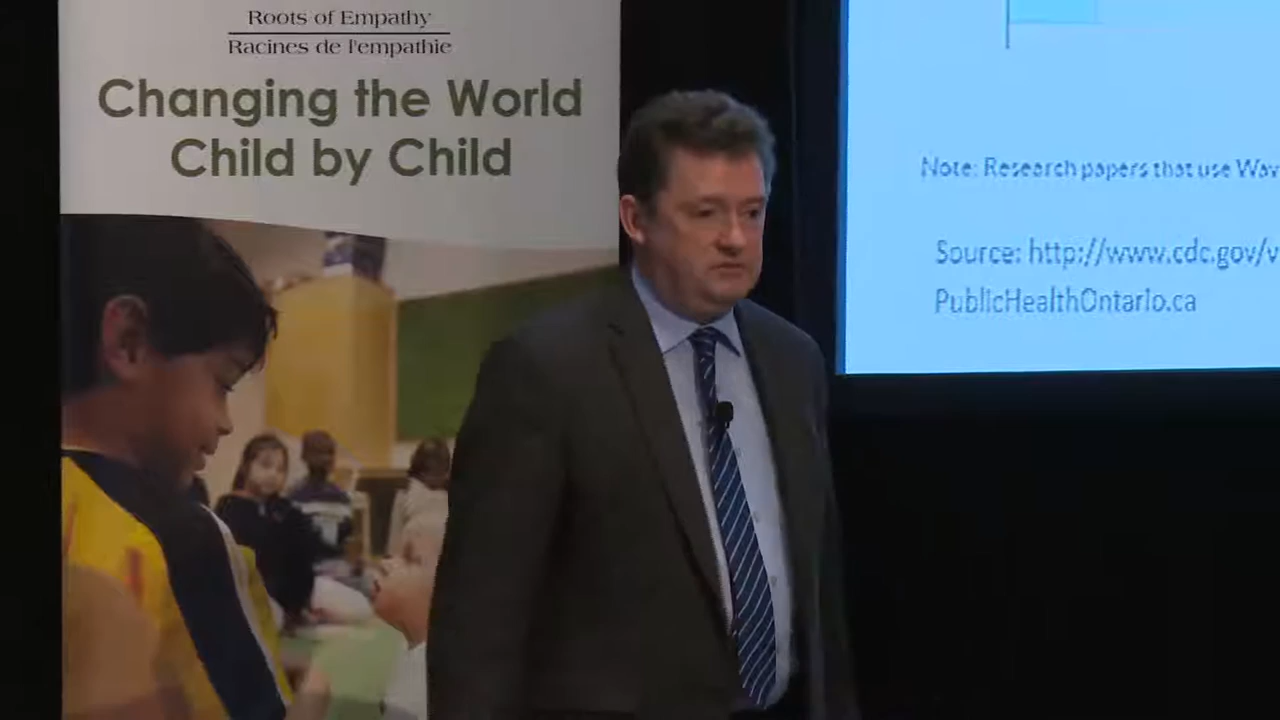 Roots of Empathy
Racines de l'empathie
Changing the World
Child by Child
Note: Research papers that use
Source: http://www.cdc.gov/v
PublicHealthOntario.ca